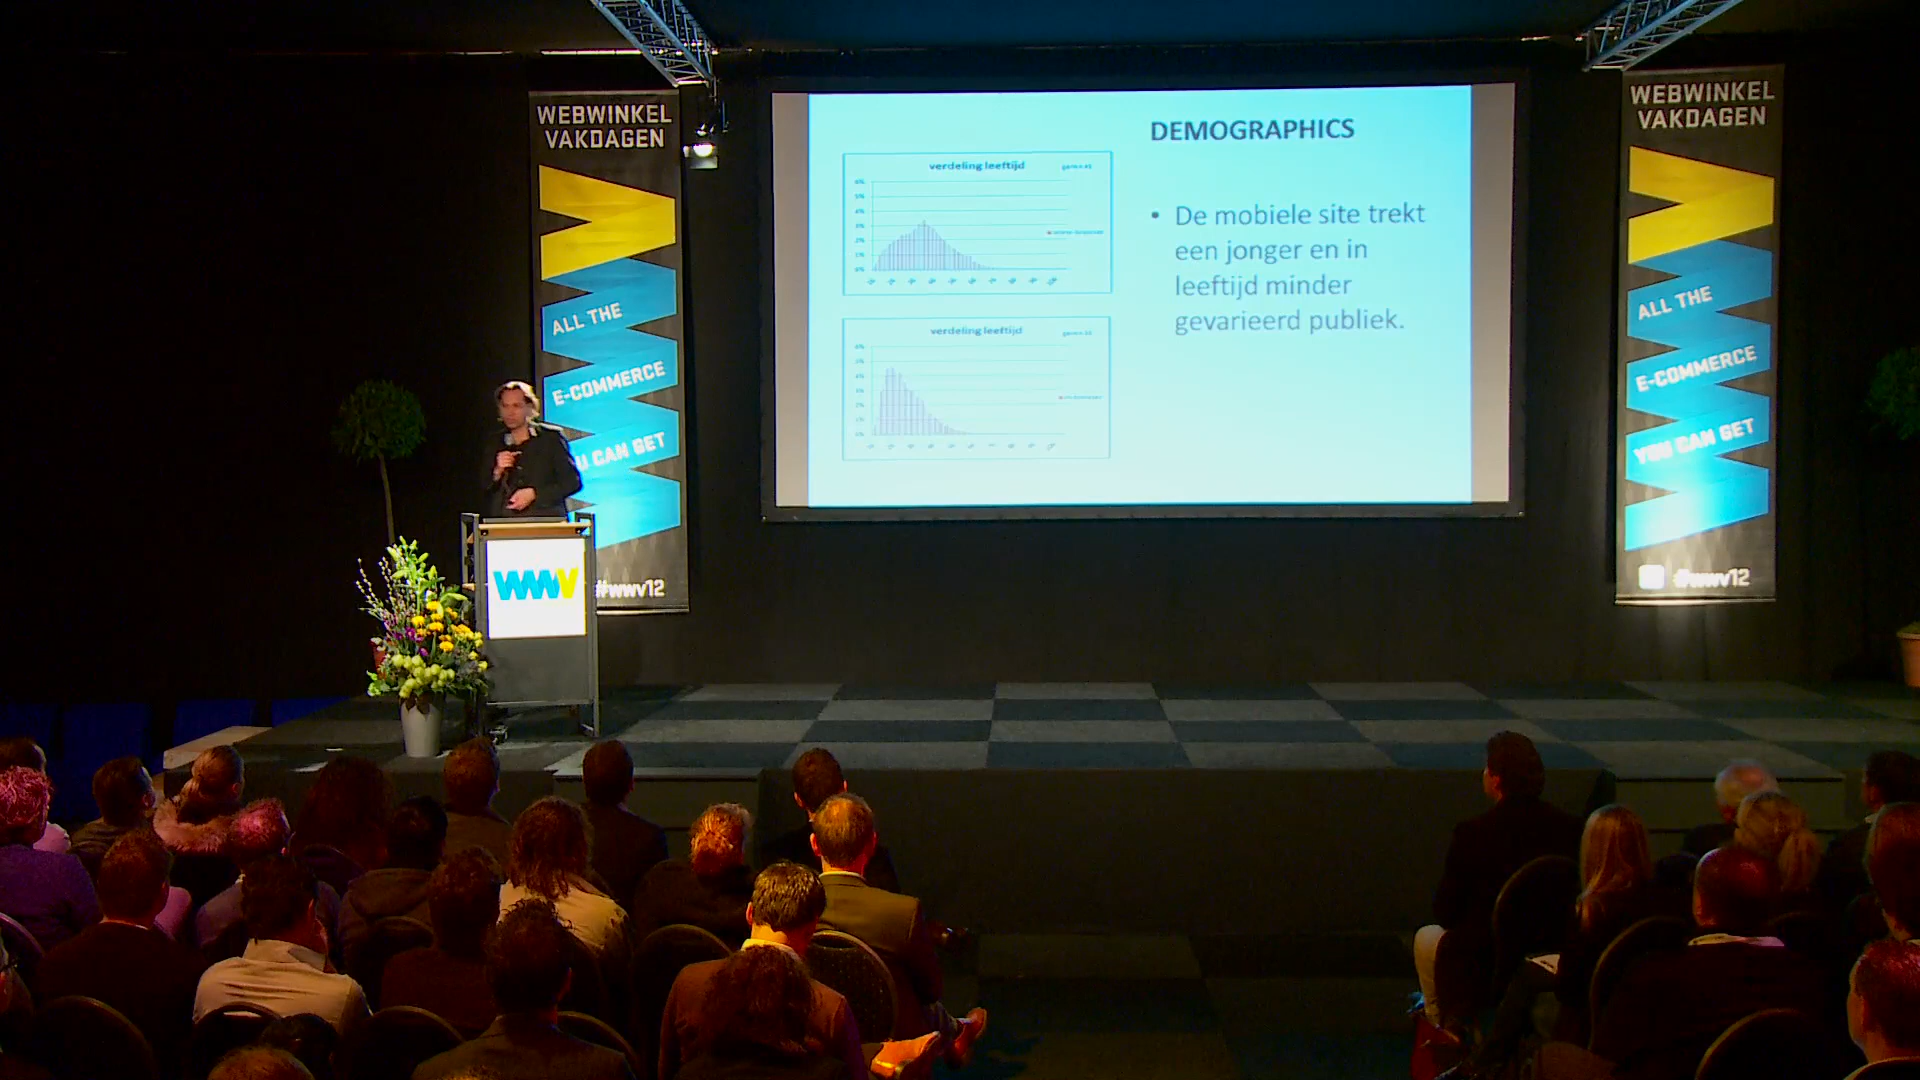 WEBWINKEL
VAKDAGEN
ALL THE
E-COMMERCE
U CAN GET
#wwv12
WWV
DEMOGRAPHICS
verdeling leeftijd
• De mobiele site trekt
een jonger en in
leeftijd minder
gevarieerd publiek.
verdeling leeftijd
WEBWINKEL
VAKDAGEN
ALL THE
E-COMMERCE
YOU CAN GET
#wwv12